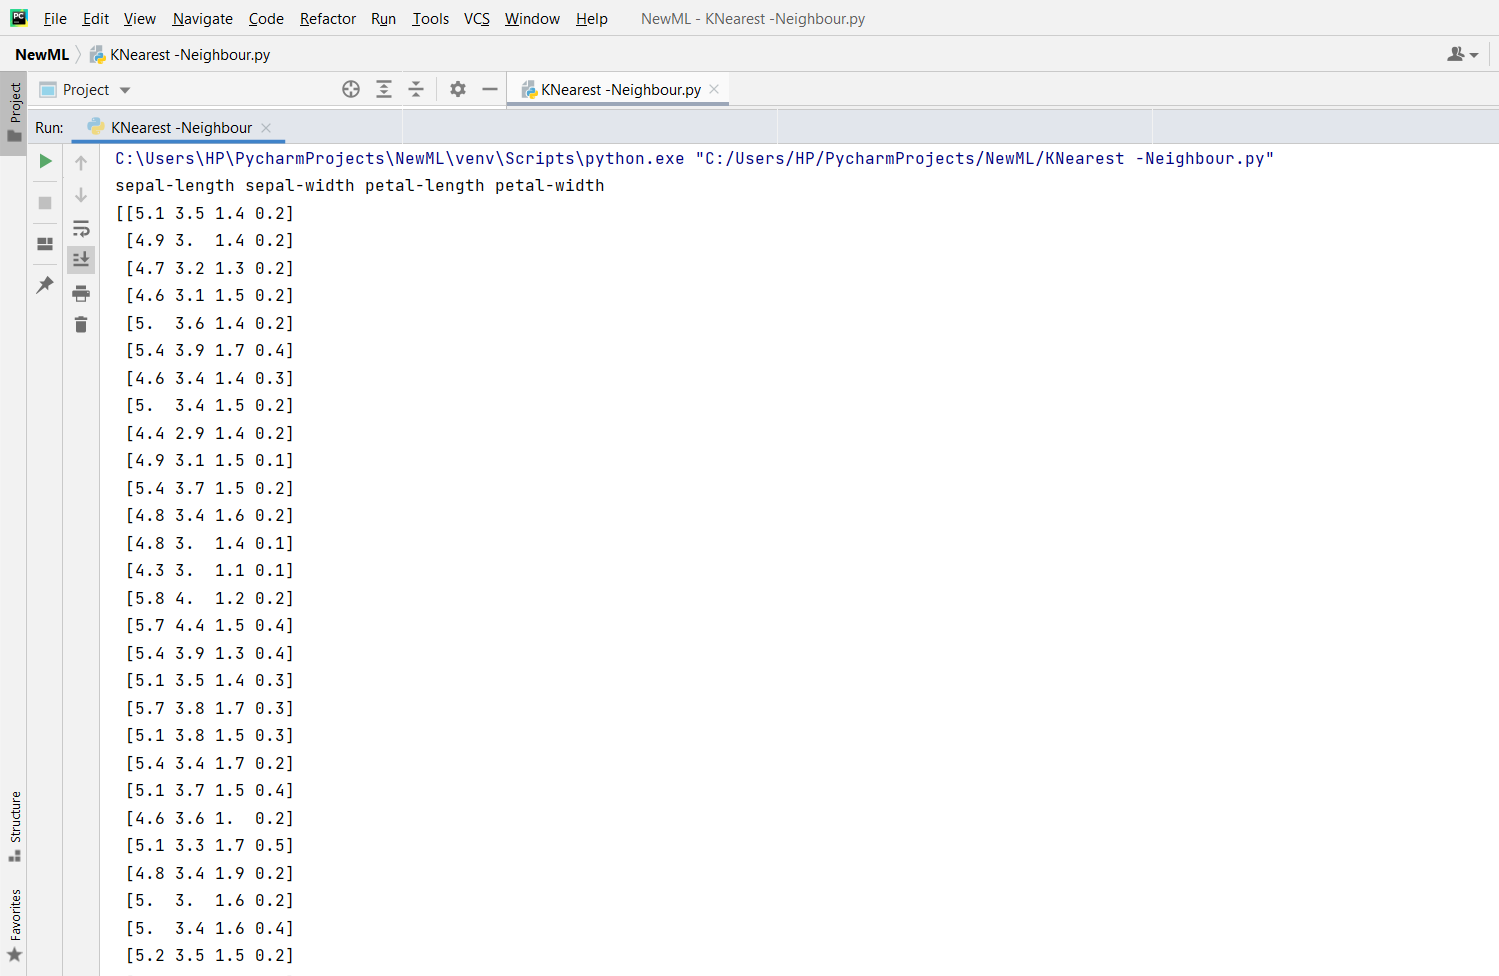 File Edit View Navigate Code Refactor Run Tools VCS Window Help NewML - KNearest -Neighbour.py
NewML KNearest -Neighbour.py
Project
Project KNearest -Neighbour.py
Run: KNearest -Neighbour
C:\Users\HP\PycharmProjects\NewML\venv\Scripts\python.exe "C:/Users/HP/PycharmProjects/NewML/KNearest -Neighbour.py"
sepal-length sepal-width petal-length petal-width
[[5.1 3.5 1.4 0.2]
 [4.9 3.  1.4 0.2]
 [4.7 3.2 1.3 0.2]
 [4.6 3.1 1.5 0.2]
 [5.  3.6 1.4 0.2]
 [5.4 3.9 1.7 0.4]
 [4.6 3.4 1.4 0.3]
 [5.  3.4 1.5 0.2]
 [4.4 2.9 1.4 0.2]
 [4.9 3.1 1.5 0.1]
 [5.4 3.7 1.5 0.2]
 [4.8 3.4 1.6 0.2]
 [4.8 3.  1.4 0.1]
 [4.3 3.  1.1 0.1]
 [5.8 4.  1.2 0.2]
 [5.7 4.4 1.5 0.4]
 [5.4 3.9 1.3 0.4]
 [5.1 3.5 1.4 0.3]
 [5.7 3.8 1.7 0.3]
 [5.1 3.8 1.5 0.3]
 [5.4 3.4 1.7 0.2]
 [5.1 3.7 1.5 0.4]
 [4.6 3.6 1.  0.2]
 [5.1 3.3 1.7 0.5]
 [4.8 3.4 1.9 0.2]
 [5.  3.  1.6 0.2]
 [5.  3.4 1.6 0.4]
 [5.2 3.5 1.5 0.2]
Structure
Favorites
PC